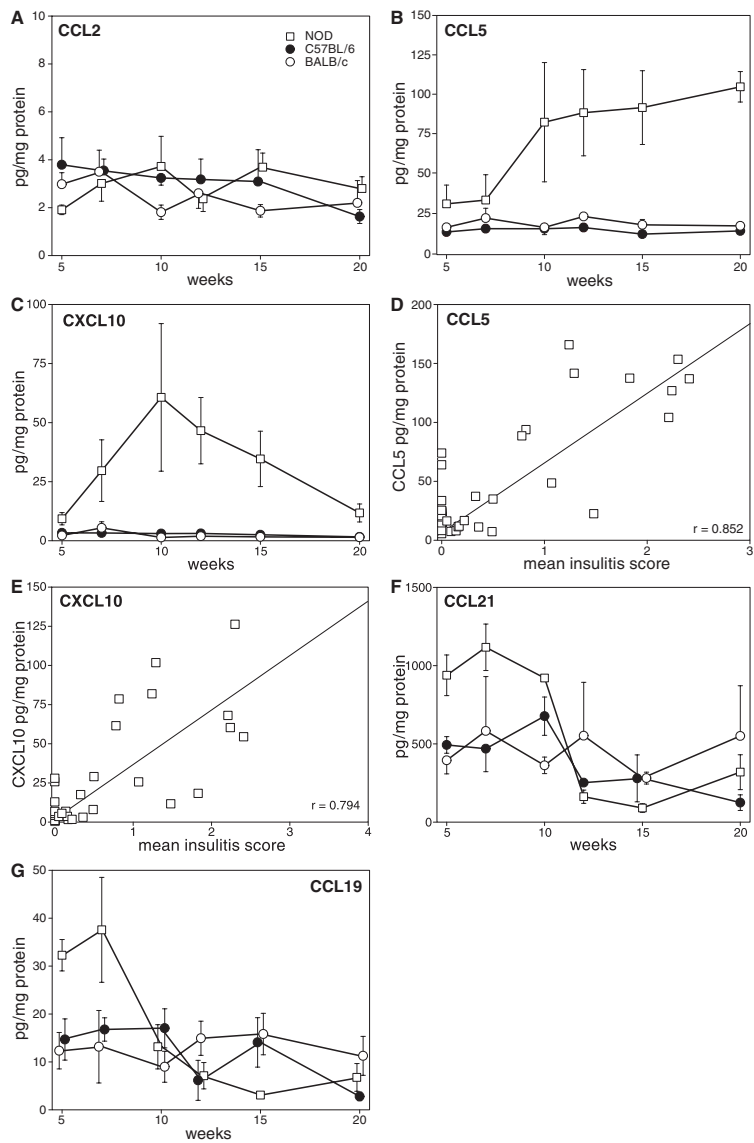 A
CCL2
NOD
C57BL/6
BALB/c
10
8
6
4
2
0
pg/mg protein
5
10
15
20
weeks
B
CCL5
150
125
100
75
50
25
0
pg/mg protein
5
10
15
20
weeks
C
CXCL10
100
75
50
25
0
pg/mg protein
5
10
15
20
weeks
D
CCL5
200
150
100
50
0
CCL5 pg/mg protein
r = 0.852
0
1
2
3
mean insulitis score
E
CXCL10
150
125
100
75
50
25
0
CXCL10 pg/mg protein
r = 0.794
0
1
2
3
4
mean insulitis score
F
CCL21
1500
1000
500
0
pg/mg protein
5
10
15
20
weeks
G
CCL19
50
40
30
20
10
0
pg/mg protein
5
10
15
20
weeks